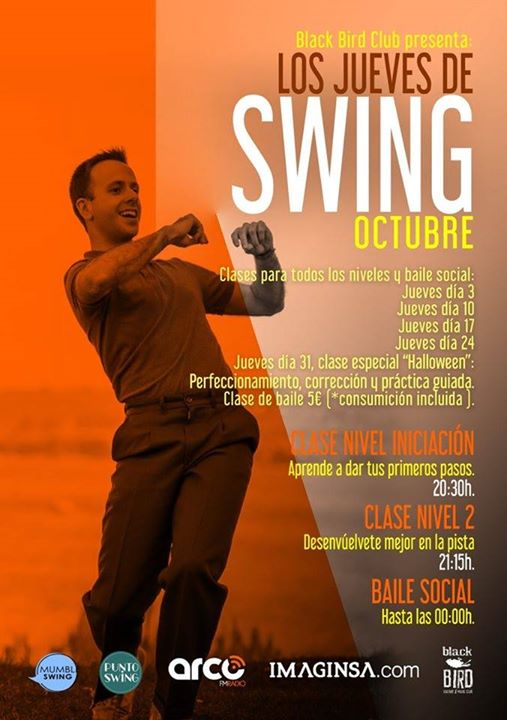 Black Bird Club presenta:
LOS JUEVES DE
SWING
OCTUBRE
Clases para todos los niveles y baile social:
Jueves día 3
Jueves día 10
Jueves día 17
Jueves día 24
Jueves día 31, clase especial “Halloween”:
Perfeccionamiento, corrección y práctica guiada.
Clase de baile 5€ (*consumición incluida ).
CLASE NIVEL INICIACIÓN
Aprende a dar tus primeros pasos.
20:30h.
CLASE NIVEL 2
Desenvúelvete mejor en la pista
21:15h.
BAILE SOCIAL
Hasta las 00:00h.
MUMBL
SWING
PUNTO
SWING
arco
FM RADIO
IMAGINSA.com
black
BIRD